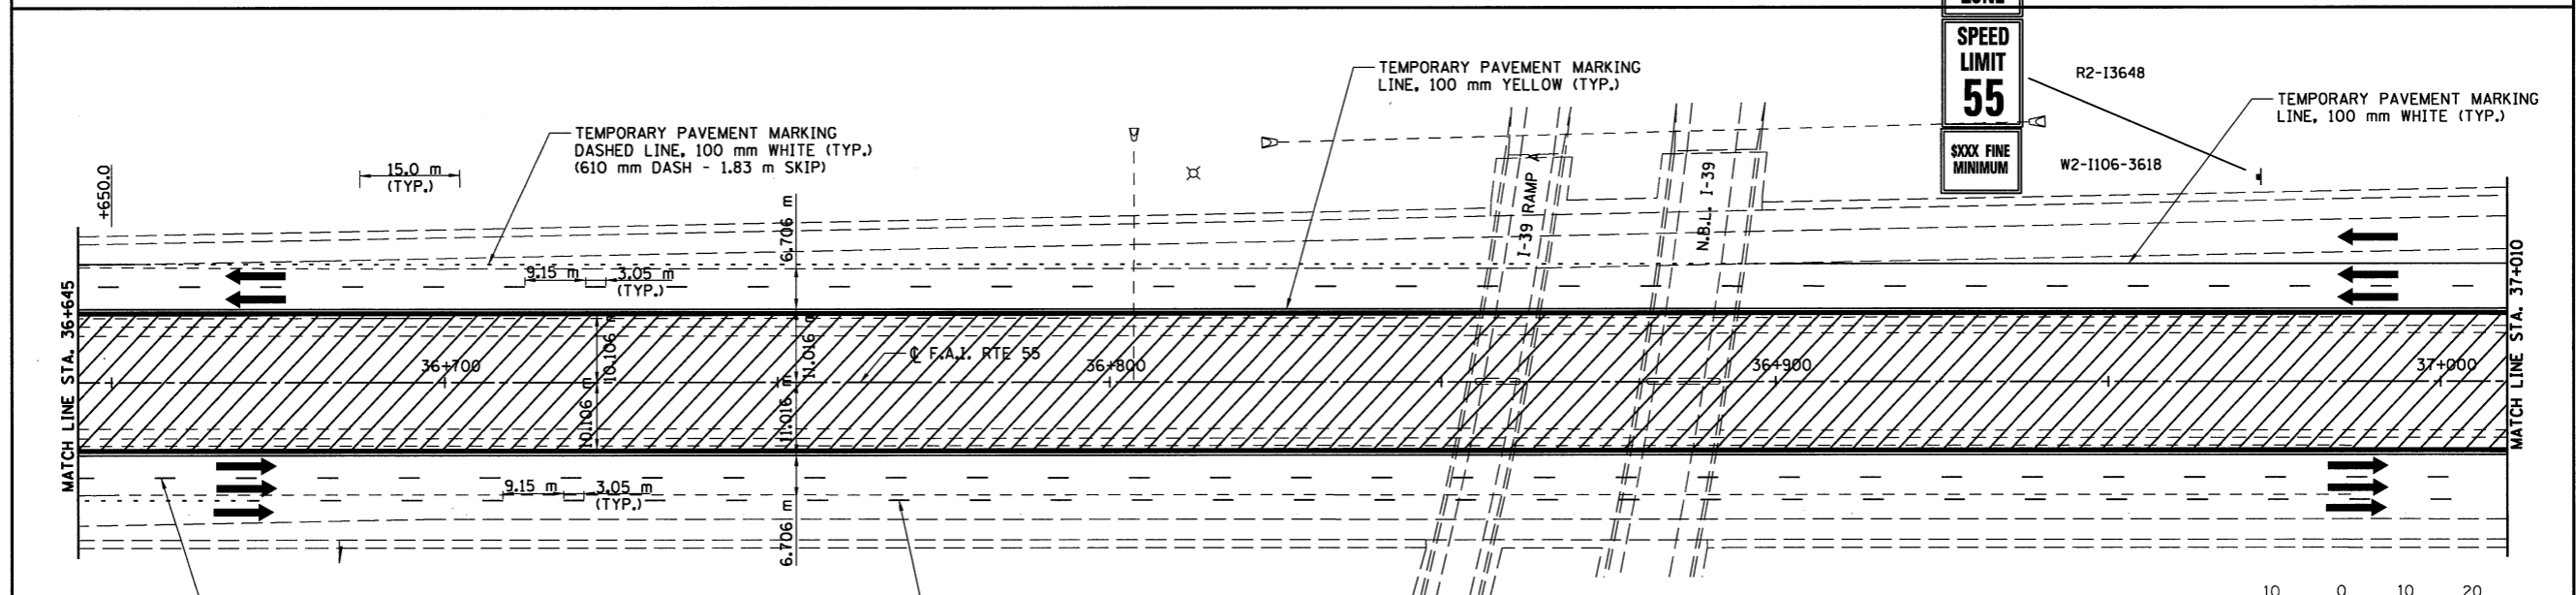 SPEED
LIMIT
55
$XXX FINE
MINIMUM
R2-I3648
W2-I106-3618
TEMPORARY PAVEMENT MARKING
LINE, 100 mm YELLOW (TYP.)
TEMPORARY PAVEMENT MARKING
LINE, 100 mm WHITE (TYP.)
TEMPORARY PAVEMENT MARKING
DASHED LINE, 100 mm WHITE (TYP.)
(610 mm DASH - 1.83 m SKIP)
+650.0
15.0 m
(TYP.)
6.706 m
I-39 RAMP A
N.B.L. I-39
9.15 m
3.05 m
(TYP.)
MATCH LINE STA. 36+645
MATCH LINE STA. 37+010
10.106 m
11.016 m
℄ F.A.I. RTE 55
36+700
36+800
36+900
37+000
10.106 m
11.016 m
9.15 m
3.05 m
(TYP.)
6.706 m
10 0 10 20